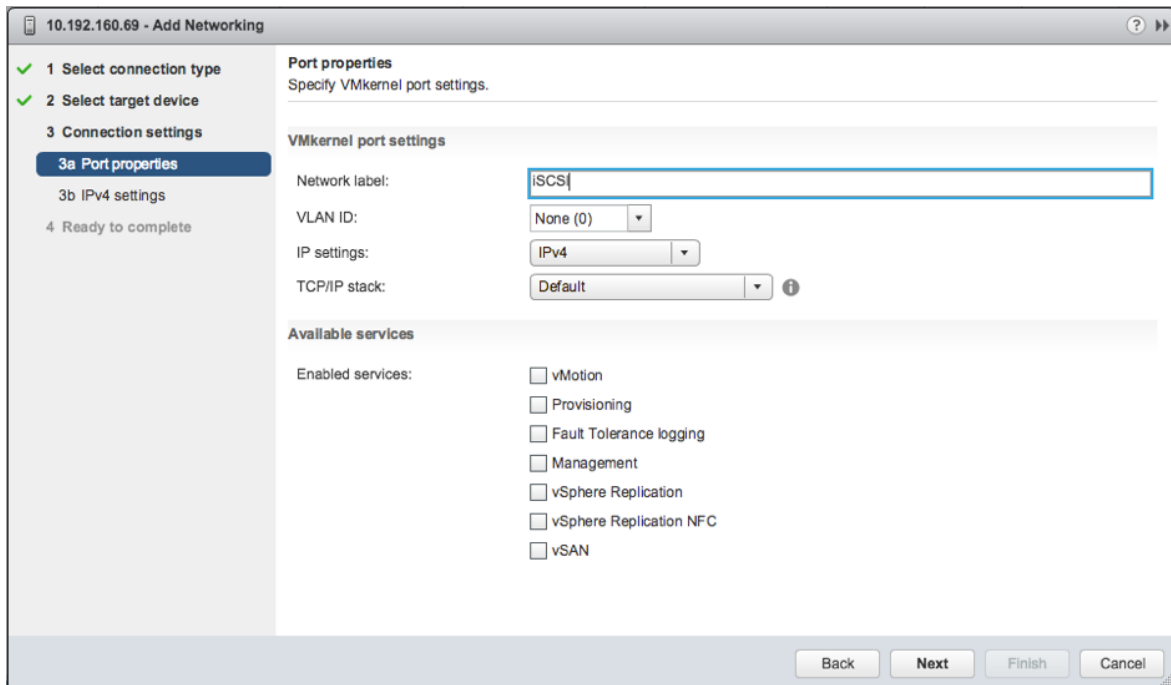 10.192.160.69 - Add Networking
?
1 Select connection type
2 Select target device
3 Connection settings
3a Port properties
3b IPv4 settings
4 Ready to complete
Port properties
Specify VMkernel port settings.
VMkernel port settings
Network label: iSCSI
VLAN ID: None (0)
IP settings: IPv4
TCP/IP stack: Default
Available services
Enabled services: vMotion
Provisioning
Fault Tolerance logging
Management
vSphere Replication
vSphere Replication NFC
vSAN
Back Next Finish Cancel